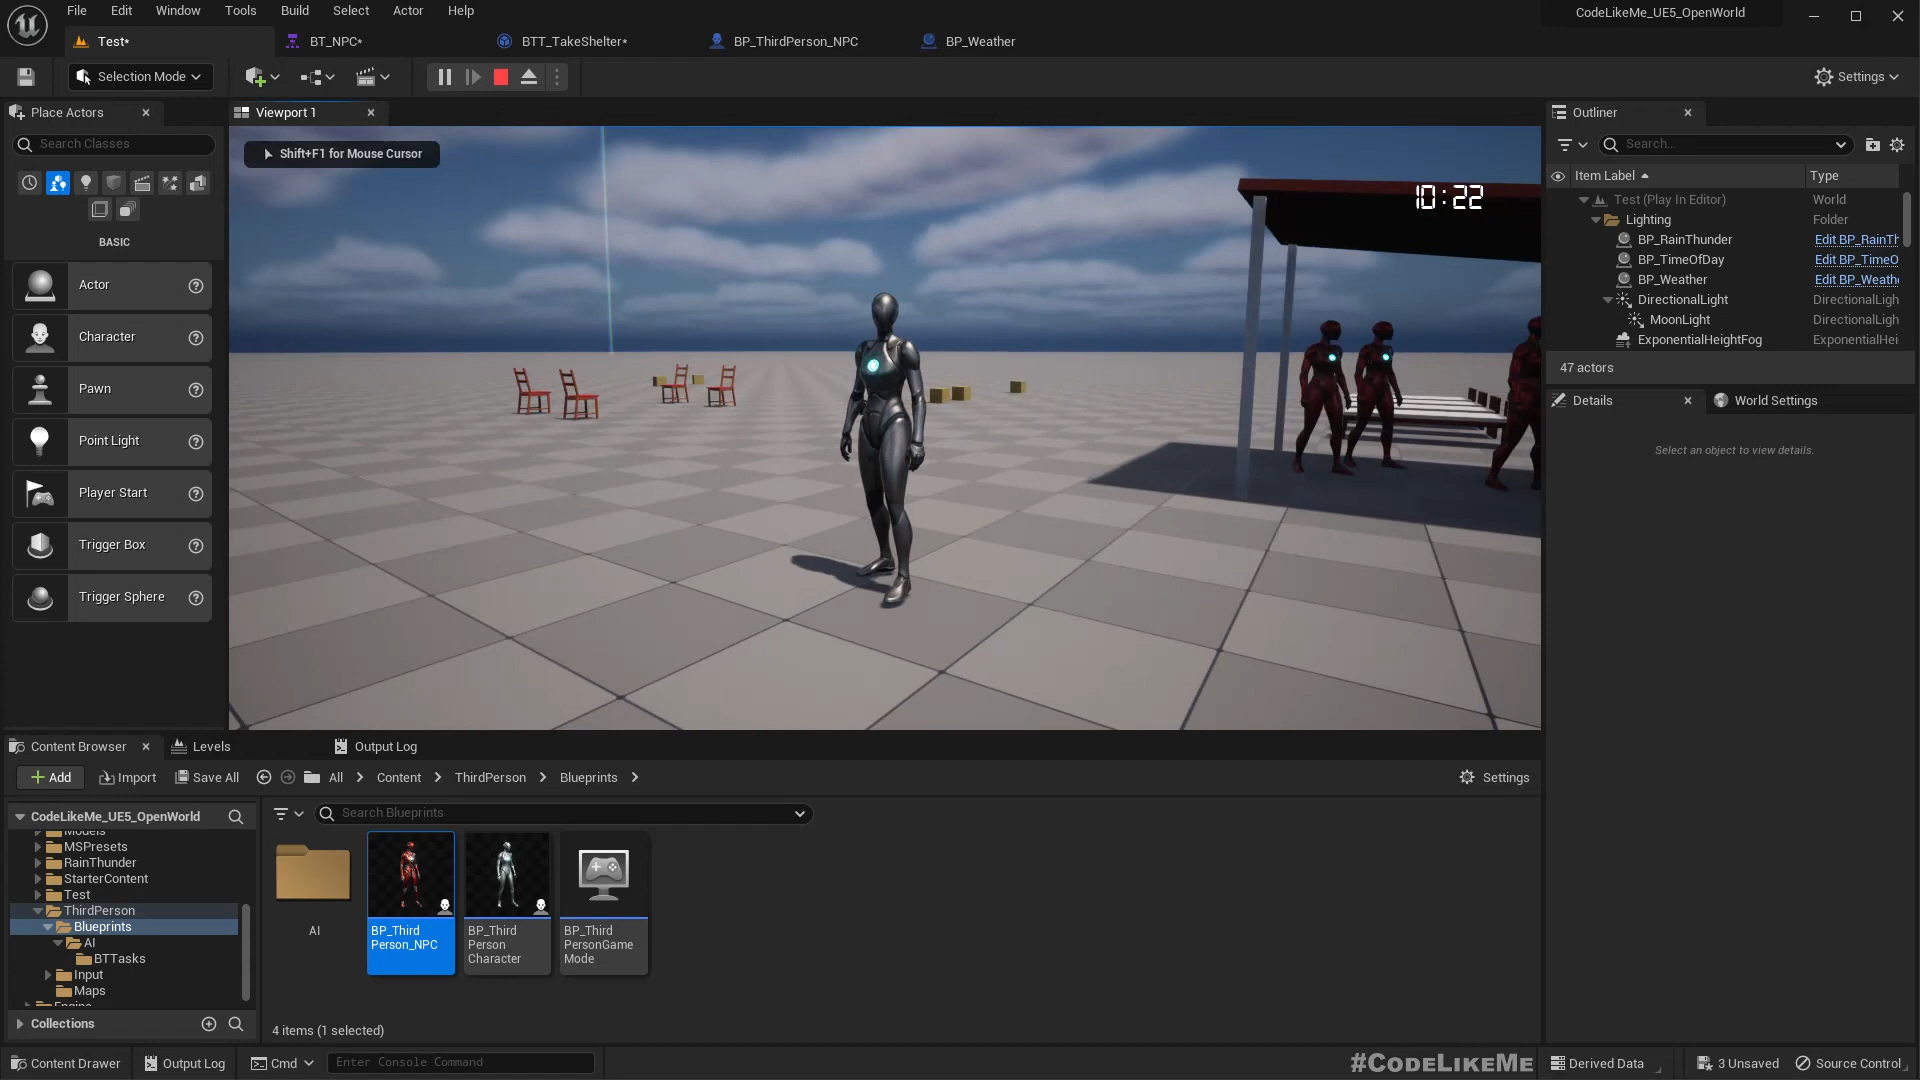 File Edit Window Tools Build Select Actor Help
CodeLikeMe_UE5_OpenWorld
Test*
BT_NPC*
BTT_TakeShelter*
BP_ThirdPerson_NPC
BP_Weather
Selection Mode
Settings
Place Actors
Search Classes
BASIC
Actor
Character
Pawn
Point Light
Player Start
Trigger Box
Trigger Sphere
Viewport 1
Shift+F1 for Mouse Cursor
10:22
Outliner
Search...
Item Label Type
Test (Play In Editor) World
Lighting Folder
BP_RainThunder Edit BP_RainTh
BP_TimeOfDay Edit BP_TimeO
BP_Weather Edit BP_Weathe
DirectionalLight DirectionalLigh
MoonLight DirectionalLigh
ExponentialHeightFog ExponentialHei
47 actors
Details
World Settings
Select an object to view details.
Content Browser
Levels
Output Log
Add
Import
Save All
All
Content
ThirdPerson
Blueprints
Settings
CodeLikeMe_UE5_OpenWorld
Models
MSPresets
RainThunder
StarterContent
Test
ThirdPerson
Blueprints
AI
BTTasks
Input
Maps
Engine
Collections
Search Blueprints
AI
BP_Third
Person_NPC
BP_Third
Person
Character
BP_Third
PersonGame
Mode
4 items (1 selected)
Content Drawer
Output Log
Cmd
Enter Console Command
#CodeLikeMe
Derived Data
3 Unsaved
Source Control